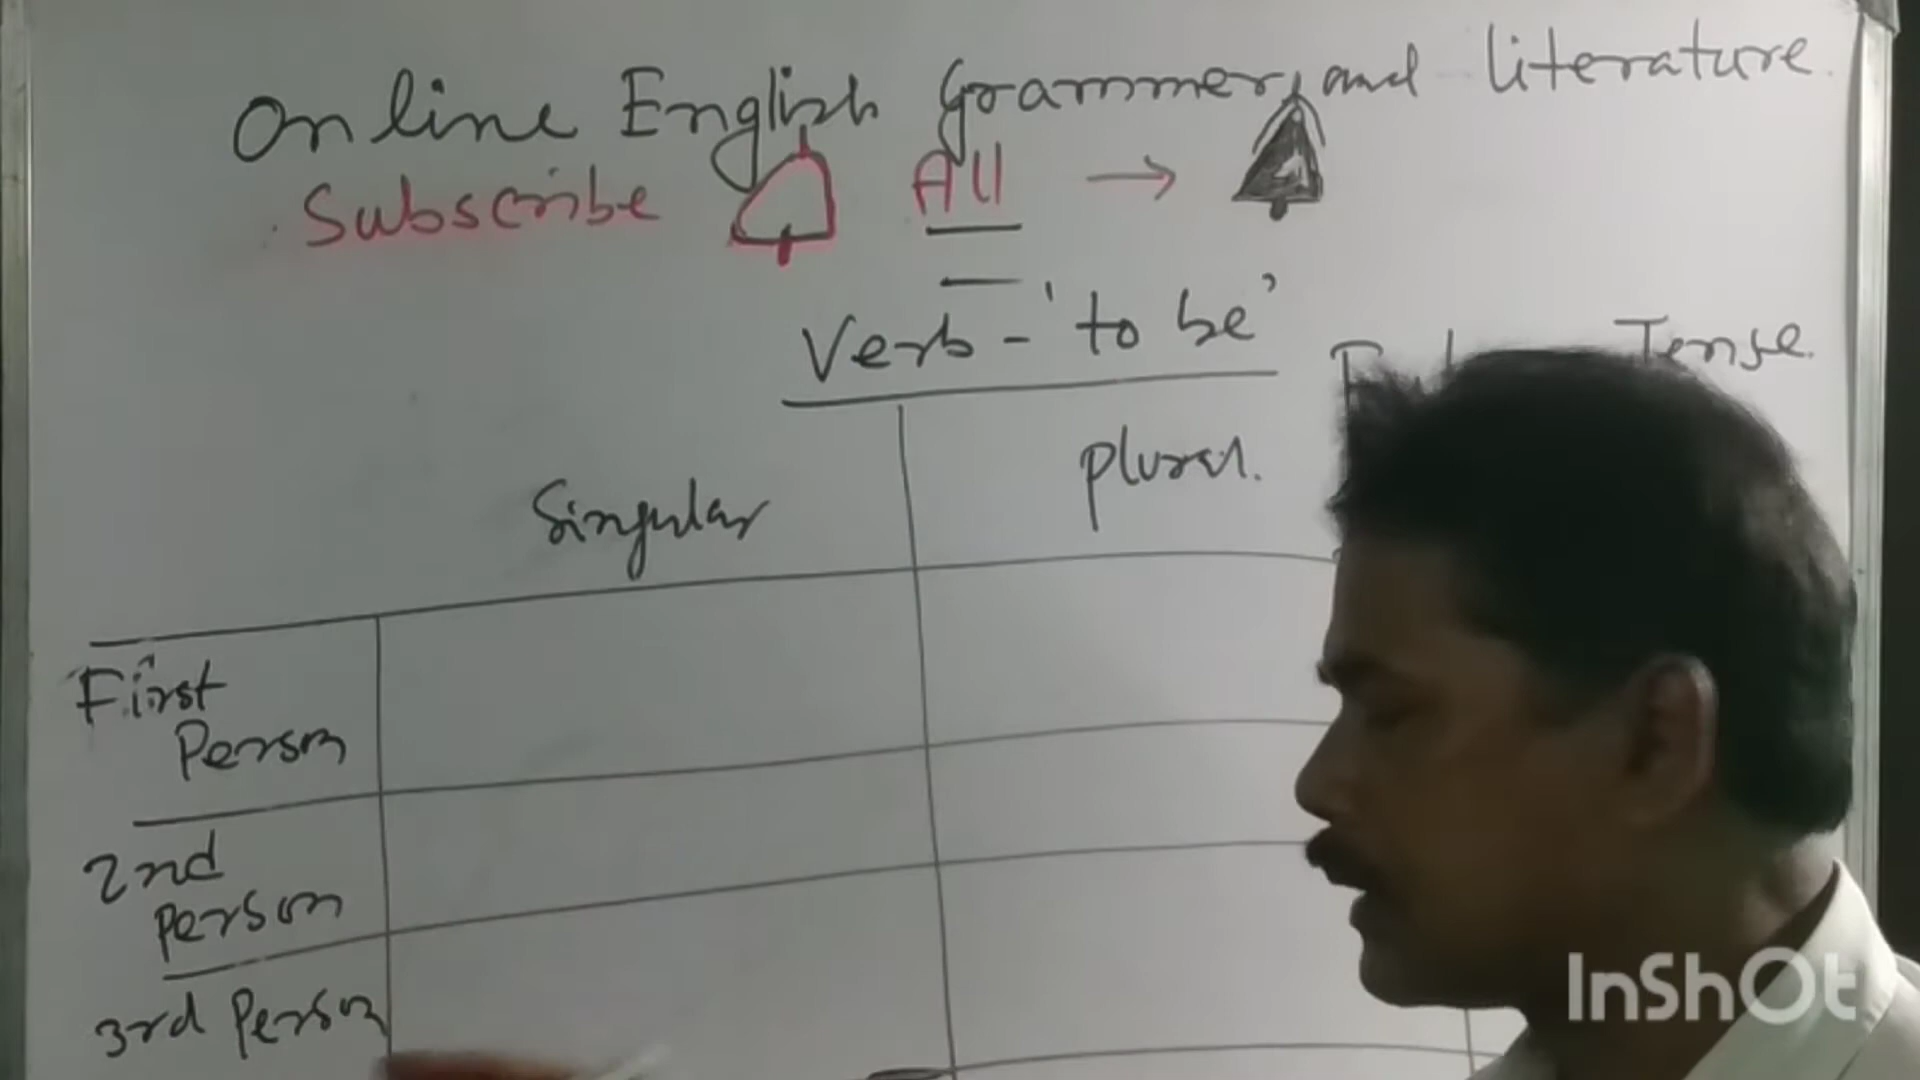 Online English Grammer and literature.
Subscribe All →
Verb - 'to be'
Tense.
Singular
plural.
First
Person
2nd
person
3rd Person
InShOt